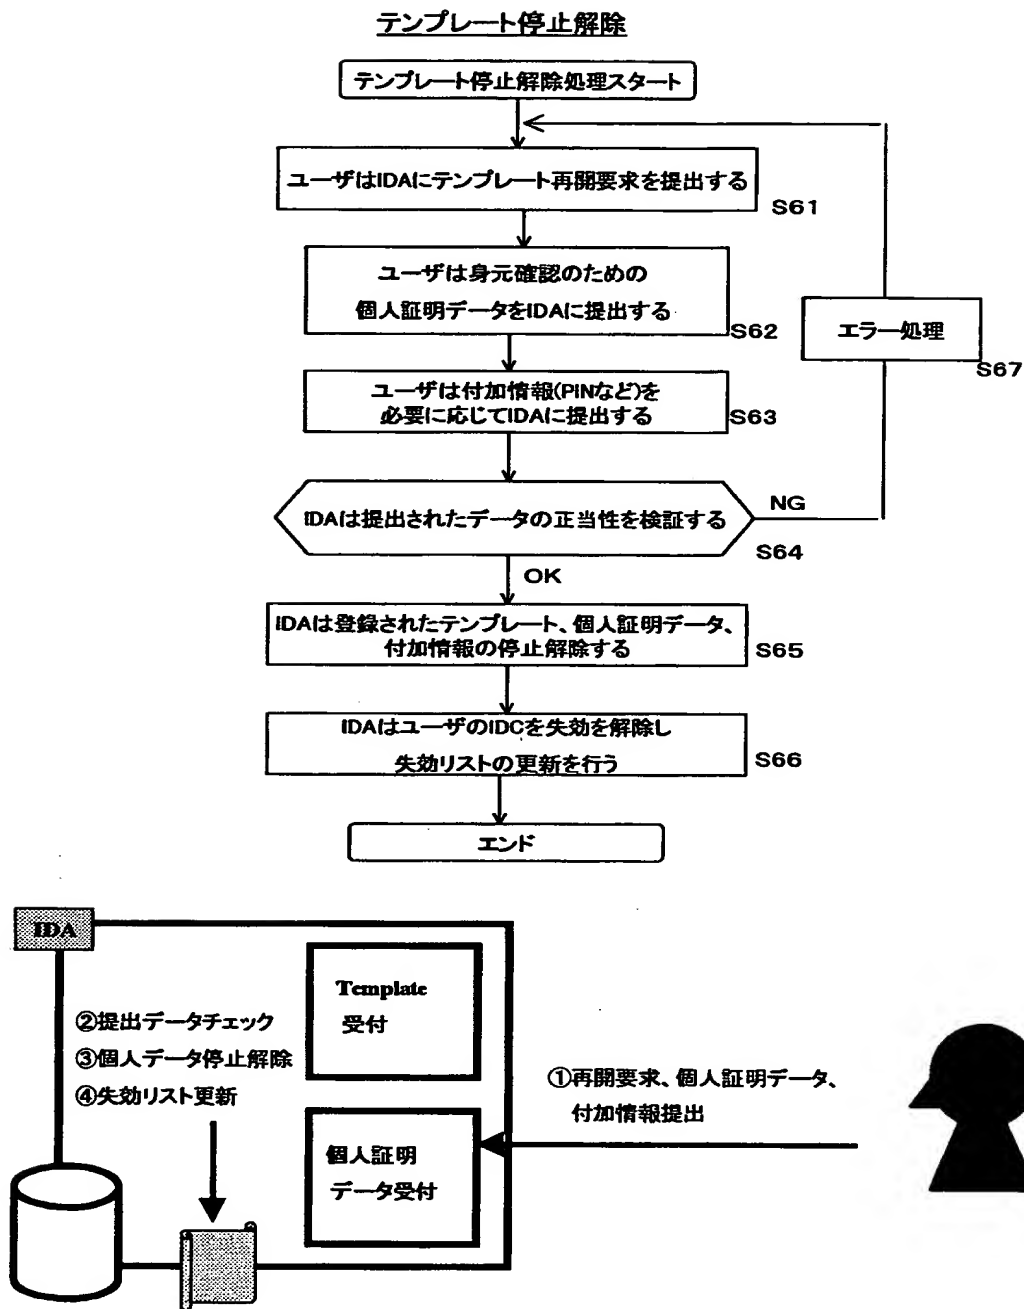 テンプレート停止解除
テンプレート停止解除処理スタート
ユーザはIDAにテンプレート再開要求を提出する
S61
ユーザは身元確認のための
個人証明データをIDAに提出する
S62
エラー処理
S67
ユーザは付加情報(PINなど)を
必要に応じてIDAに提出する
S63
IDAは提出されたデータの正当性を検証する
NG
S64
OK
IDAは登録されたテンプレート、個人証明データ、
付加情報の停止解除する
S65
IDAはユーザのIDCを失効を解除し
失効リストの更新を行う
S66
エンド
IDA
Template
受付
②提出データチェック
③個人データ停止解除
④失効リスト更新
①再開要求、個人証明データ、
付加情報提出
個人証明
データ受付